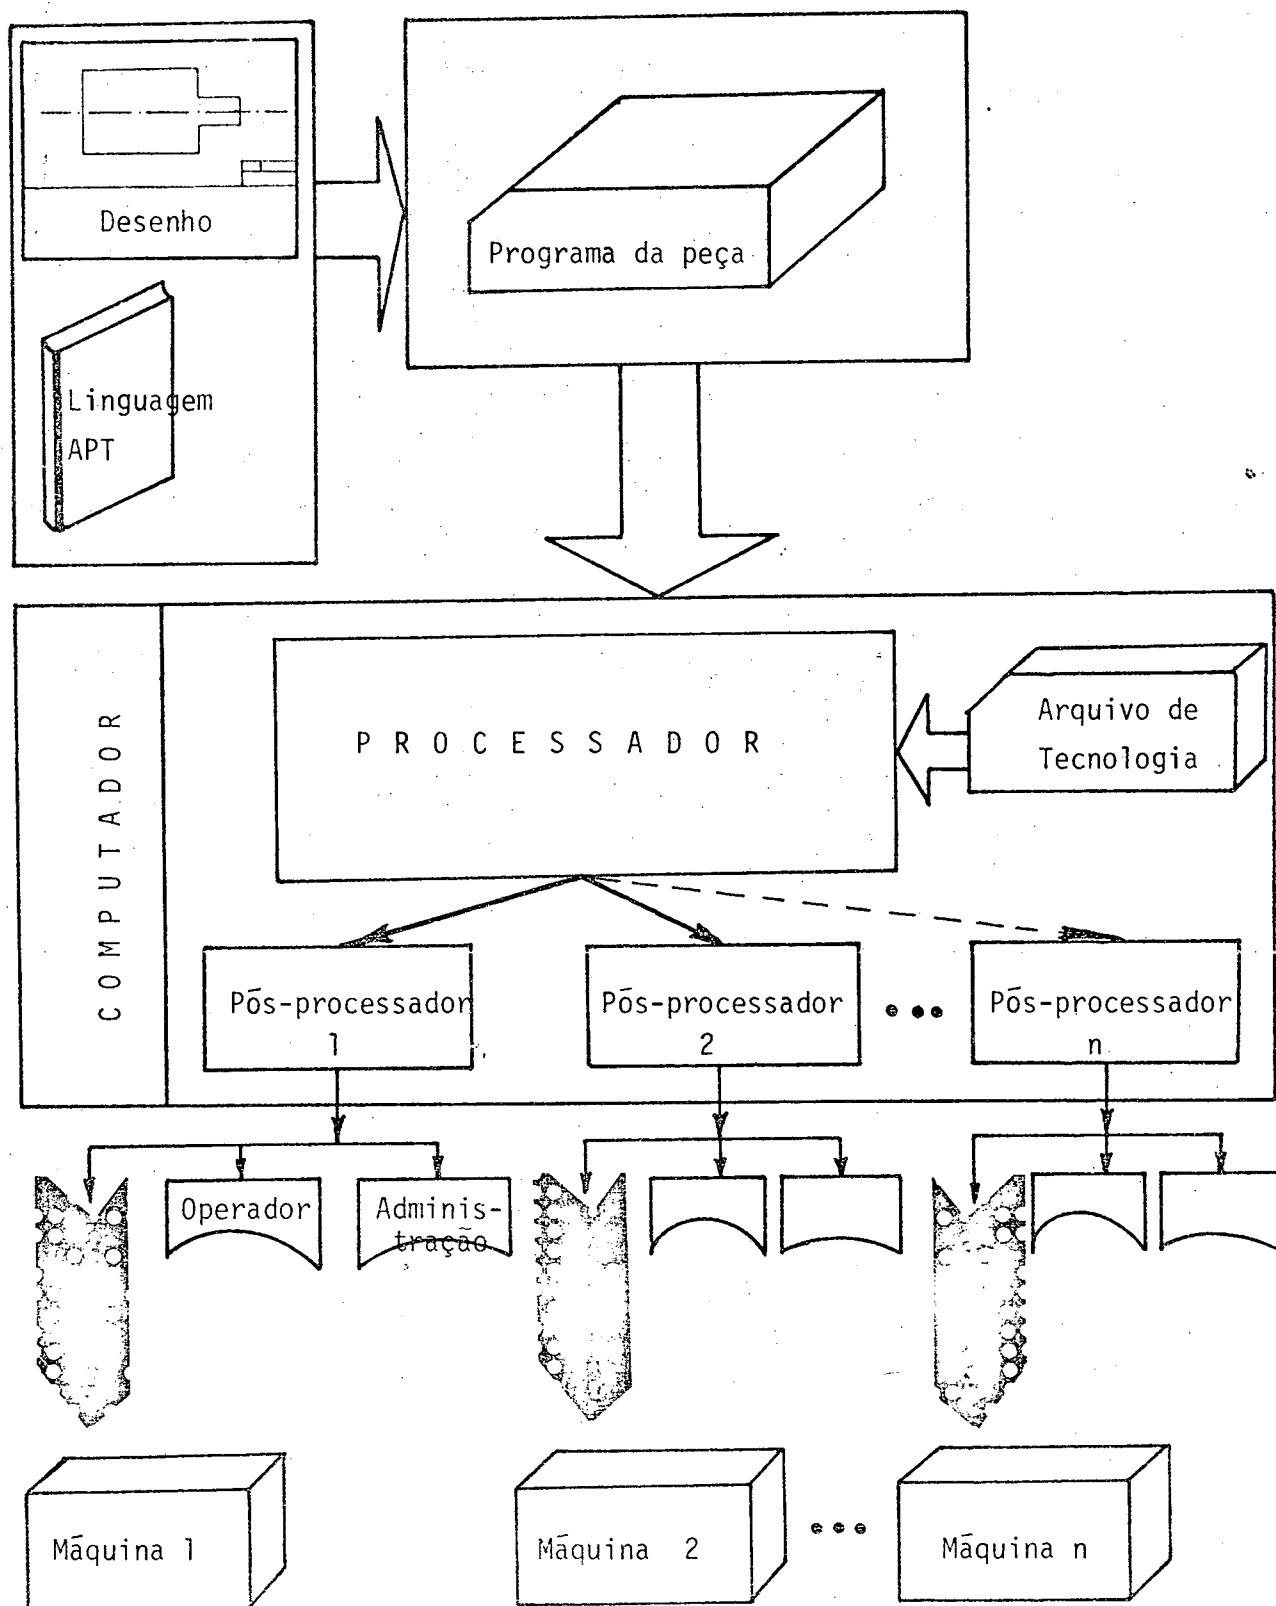 Desenho
Programa da peça
Linguagem
APT
COMPUTADOR
PROCESSADOR
Arquivo de
Tecnologia
Pós-processador
1
Pós-processador
2
Pós-processador
n
Operador
Adminis-
tração
Máquina 1
Máquina 2
Máquina n